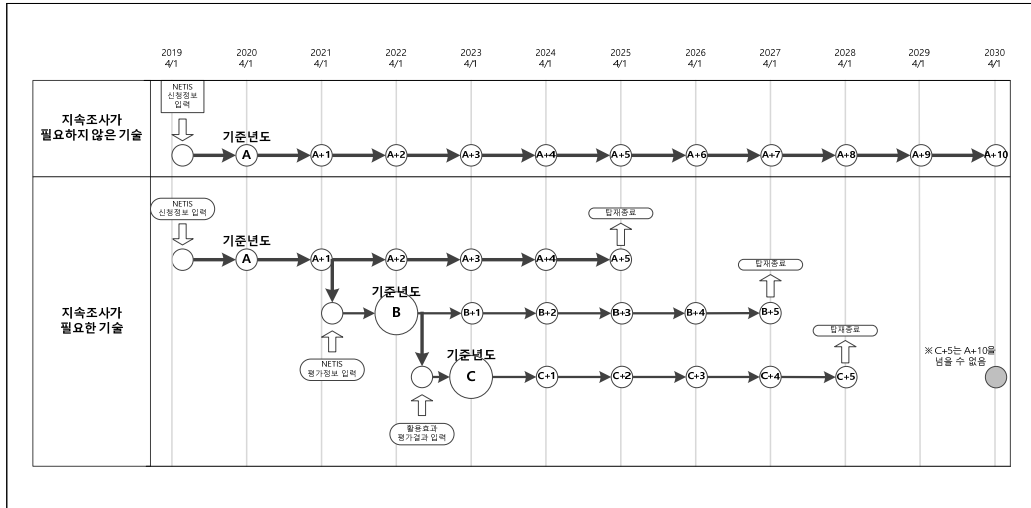 2019
4/1
2020
4/1
2021
4/1
2022
4/1
2023
4/1
2024
4/1
2025
4/1
2026
4/1
2027
4/1
2028
4/1
2029
4/1
2030
4/1
지속조사가
필요하지 않은 기술
NETIS
신청정보
입력
기준년도
A
A+1
A+2
A+3
A+4
A+5
A+6
A+7
A+8
A+9
A+10
지속조사가
필요한 기술
NETIS
신청정보 입력
기준년도
A
A+1
A+2
A+3
A+4
A+5
탑재종료
기준년도
B
B+1
B+2
B+3
B+4
B+5
탑재종료
NETIS
평가정보 입력
기준년도
C
C+1
C+2
C+3
C+4
C+5
탑재종료
활용효과
평가결과 입력
※ C+5는 A+10을
넘을 수 없음